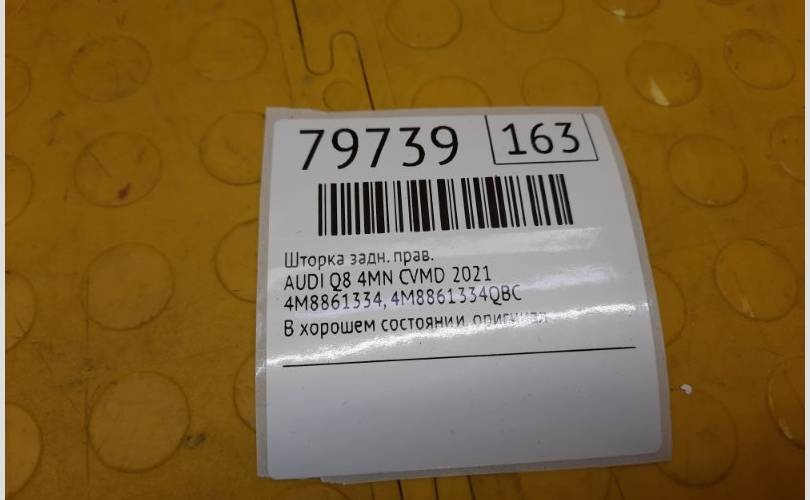 79739 163
Шторка задн. прав.
AUDI Q8 4MN CVMD 2021
4M8861334, 4M8861334QBC
В хорошем состоянии